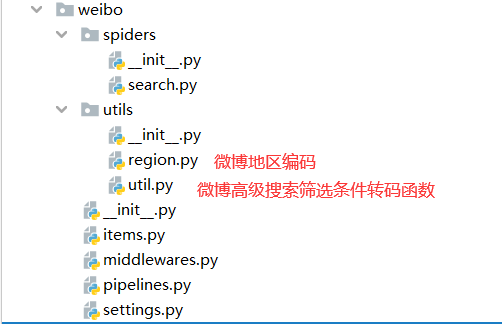 weibo
spiders
__init__.py
search.py
utils
__init__.py
region.py 微博地区编码
util.py 微博高级搜索筛选条件转码函数
__init__.py
items.py
middlewares.py
pipelines.py
settings.py